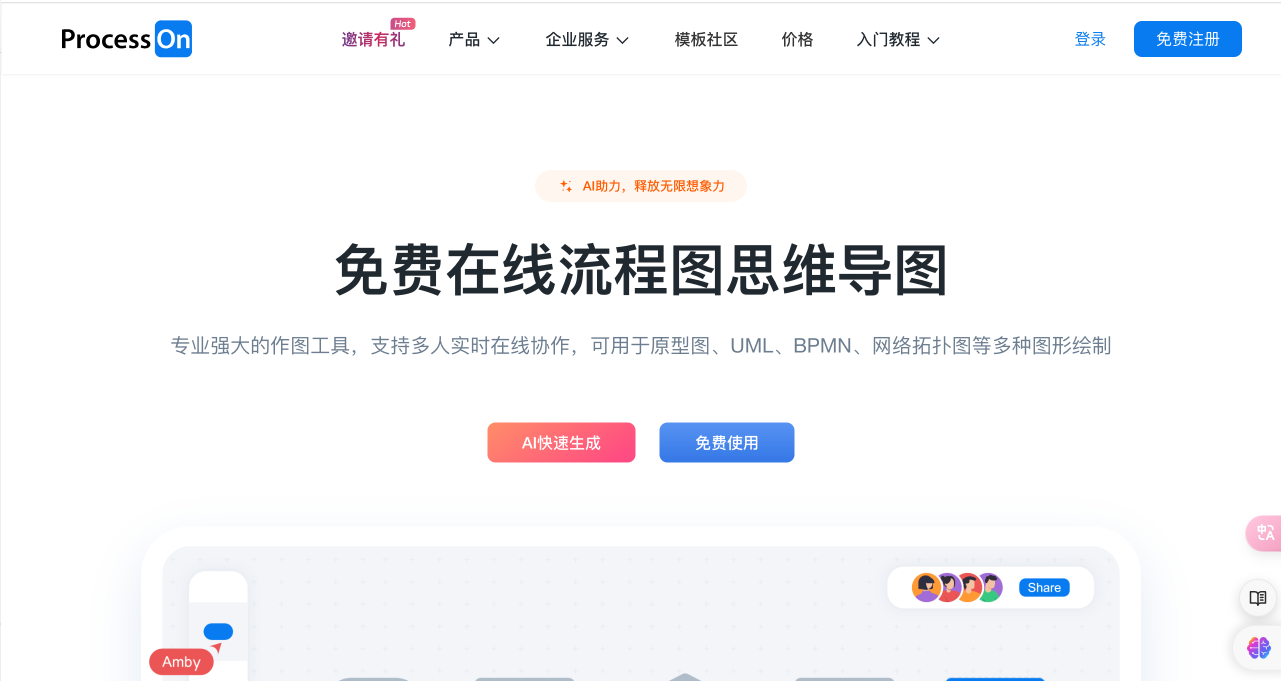 ProcessOn
邀请有礼
Hot
产品
企业服务
模板社区
价格
入门教程
登录
免费注册
AI助力，释放无限想象力
免费在线流程图思维导图
专业强大的作图工具，支持多人实时在线协作，可用于原型图、UML、BPMN、网络拓扑图等多种图形绘制
AI快速生成
免费使用
Share
Amby
中A